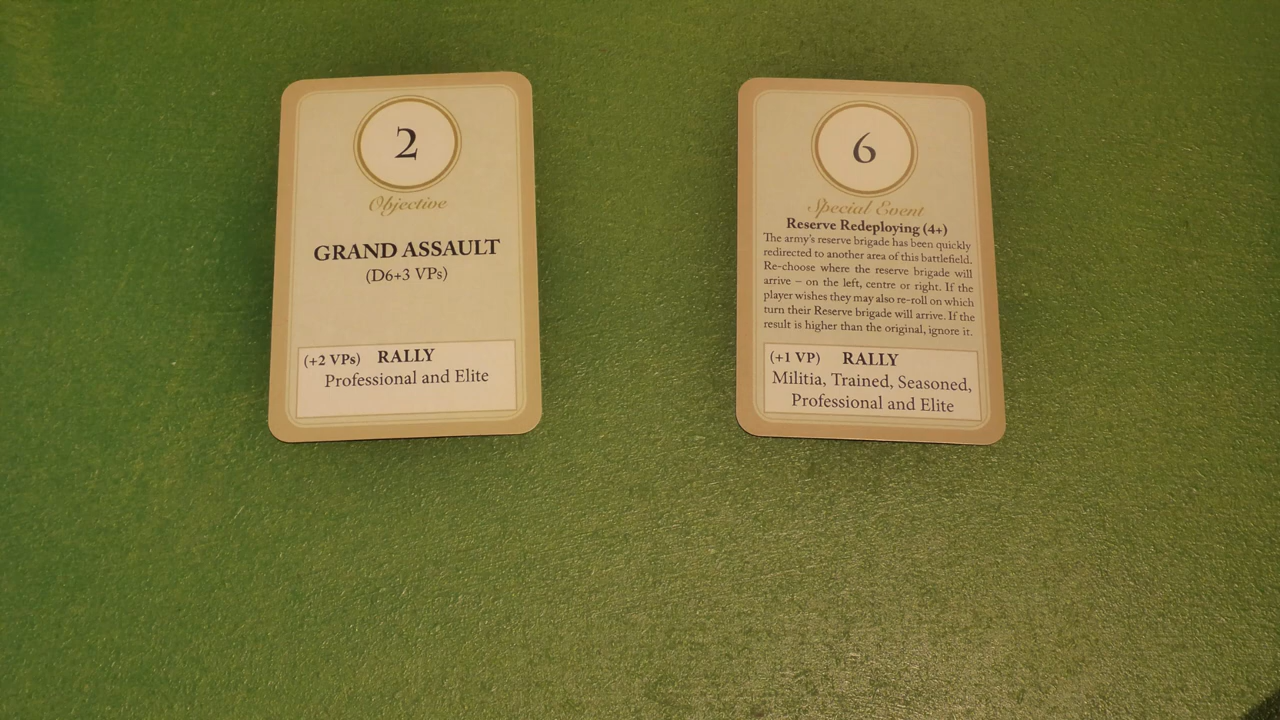 2
Objective
GRAND ASSAULT
(D6+3 VPs)
(+2 VPs) RALLY
Professional and Elite
6
Special Event
Reserve Redeploying (4+)
The army's reserve brigade has been quickly
redirected to another area of this battlefield.
Re-choose where the reserve brigade will
arrive – on the left, centre or right. If the
player wishes they may also re-roll on which
turn their Reserve brigade will arrive. If the
result is higher than the original, ignore it.
(+1 VP) RALLY
Militia, Trained, Seasoned,
Professional and Elite